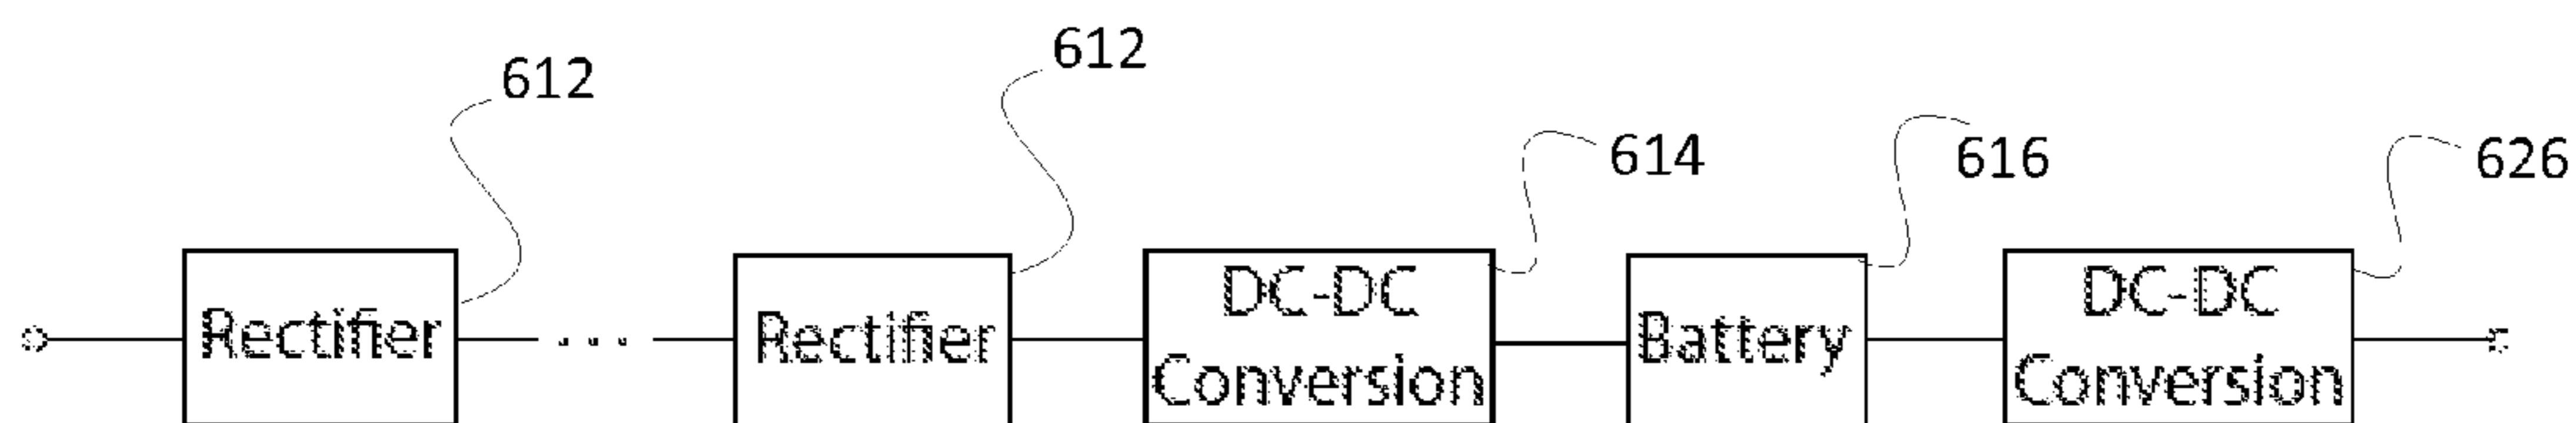 612
612
614
616
626
Rectifier
...
Rectifier
DC-DC
Conversion
Battery
DC-DC
Conversion